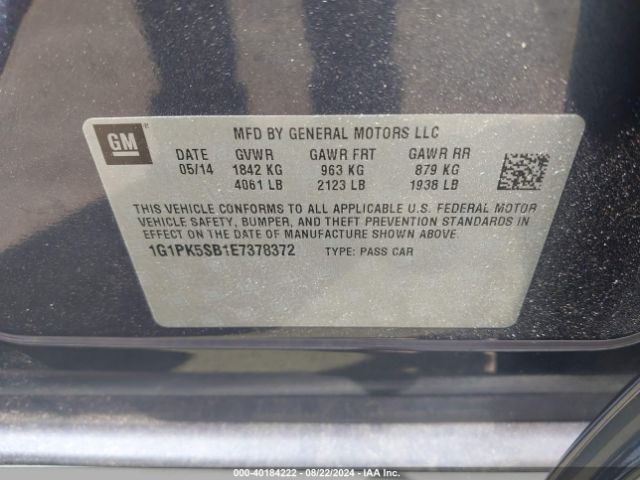 GM
MFD BY GENERAL MOTORS LLC
DATE GVWR GAWR FRT GAWR RR
05/14 1842 KG 963 KG 879 KG
4061 LB 2123 LB 1938 LB
THIS VEHICLE CONFORMS TO ALL APPLICABLE U.S. FEDERAL MOTOR
VEHICLE SAFETY, BUMPER, AND THEFT PREVENTION STANDARDS IN
EFFECT ON THE DATE OF MANUFACTURE SHOWN ABOVE.
1G1PK5SB1E7378372 TYPE: PASS CAR
000-40184222 - 08/22/2024 - IAA Inc.